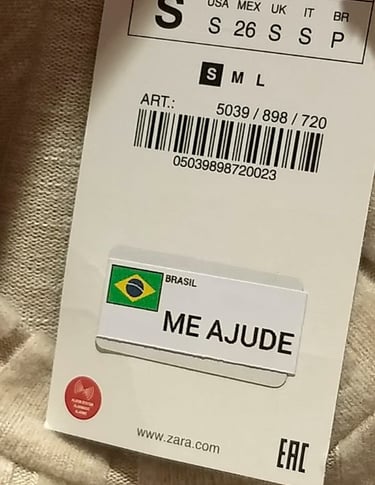 USA MEX UK IT BR
S S 26 S S P
S M L
ART.: 5039 / 898 / 720
05039898720023
BRASIL
ME AJUDE
www.zara.com
EAC